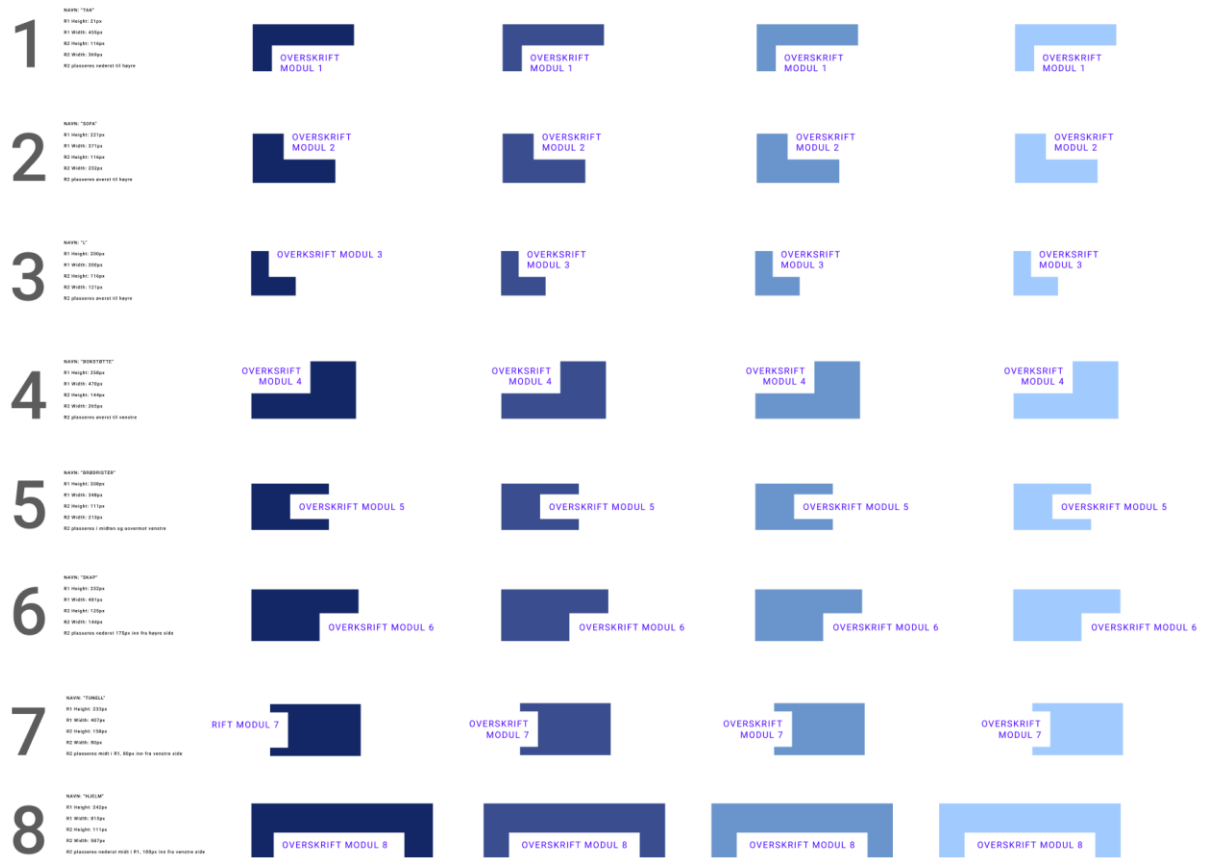 1
NAVN: "TAK"
R1 Height: 21px
R1 Width: 455px
R2 Height: 116px
R2 Width: 360px
R2 plasseres nederst til høyre
OVERSKRIFT
MODUL 1
OVERSKRIFT
MODUL 1
OVERSKRIFT
MODUL 1
OVERSKRIFT
MODUL 1
2
NAVN: "SOFA"
R1 Height: 221px
R1 Width: 371px
R2 Height: 116px
R2 Width: 232px
R2 plasseres øverst til høyre
OVERSKRIFT
MODUL 2
OVERSKRIFT
MODUL 2
OVERSKRIFT
MODUL 2
OVERSKRIFT
MODUL 2
3
NAVN: "L"
R1 Height: 200px
R1 Width: 200px
R2 Height: 116px
R2 Width: 121px
R2 plasseres øverst til høyre
OVERKSRIFT MODUL 3
OVERSKRIFT
MODUL 3
OVERSKRIFT
MODUL 3
OVERSKRIFT
MODUL 3
4
NAVN: "BOKSTØTTE"
R1 Height: 258px
R1 Width: 470px
R2 Height: 144px
R2 Width: 265px
R2 plasseres øverst til venstre
OVERKSRIFT
MODUL 4
OVERKSRIFT
MODUL 4
OVERKSRIFT
MODUL 4
OVERKSRIFT
MODUL 4
5
NAVN: "BRØDRISTER"
R1 Height: 208px
R1 Width: 348px
R2 Height: 111px
R2 Width: 215px
R2 plasseres i midten og venstre
OVERSKRIFT MODUL 5
OVERSKRIFT MODUL 5
OVERSKRIFT MODUL 5
OVERSKRIFT MODUL 5
6
NAVN: "SKAP"
R1 Height: 232px
R1 Width: 481px
R2 Height: 125px
R2 Width: 144px
R2 plasseres nederst 175px inn fra høyre side
OVERKSRIFT MODUL 6
OVERSKRIFT MODUL 6
OVERSKRIFT MODUL 6
OVERSKRIFT MODUL 6
7
NAVN: "TUNELL"
R1 Height: 233px
R1 Width: 407px
R2 Height: 158px
R2 Width: 90px
R2 plasseres midt i R1, 80px inn fra venstre side
RIFT MODUL 7
OVERSKRIFT
MODUL 7
OVERSKRIFT
MODUL 7
OVERSKRIFT
MODUL 7
8
NAVN: "HJELM"
R1 Height: 242px
R1 Width: 815px
R2 Height: 111px
R2 Width: 587px
R2 plasseres nederst midt i R1, 108px inn fra venstre side
OVERSKRIFT MODUL 8
OVERSKRIFT MODUL 8
OVERSKRIFT MODUL 8
OVERSKRIFT MODUL 8